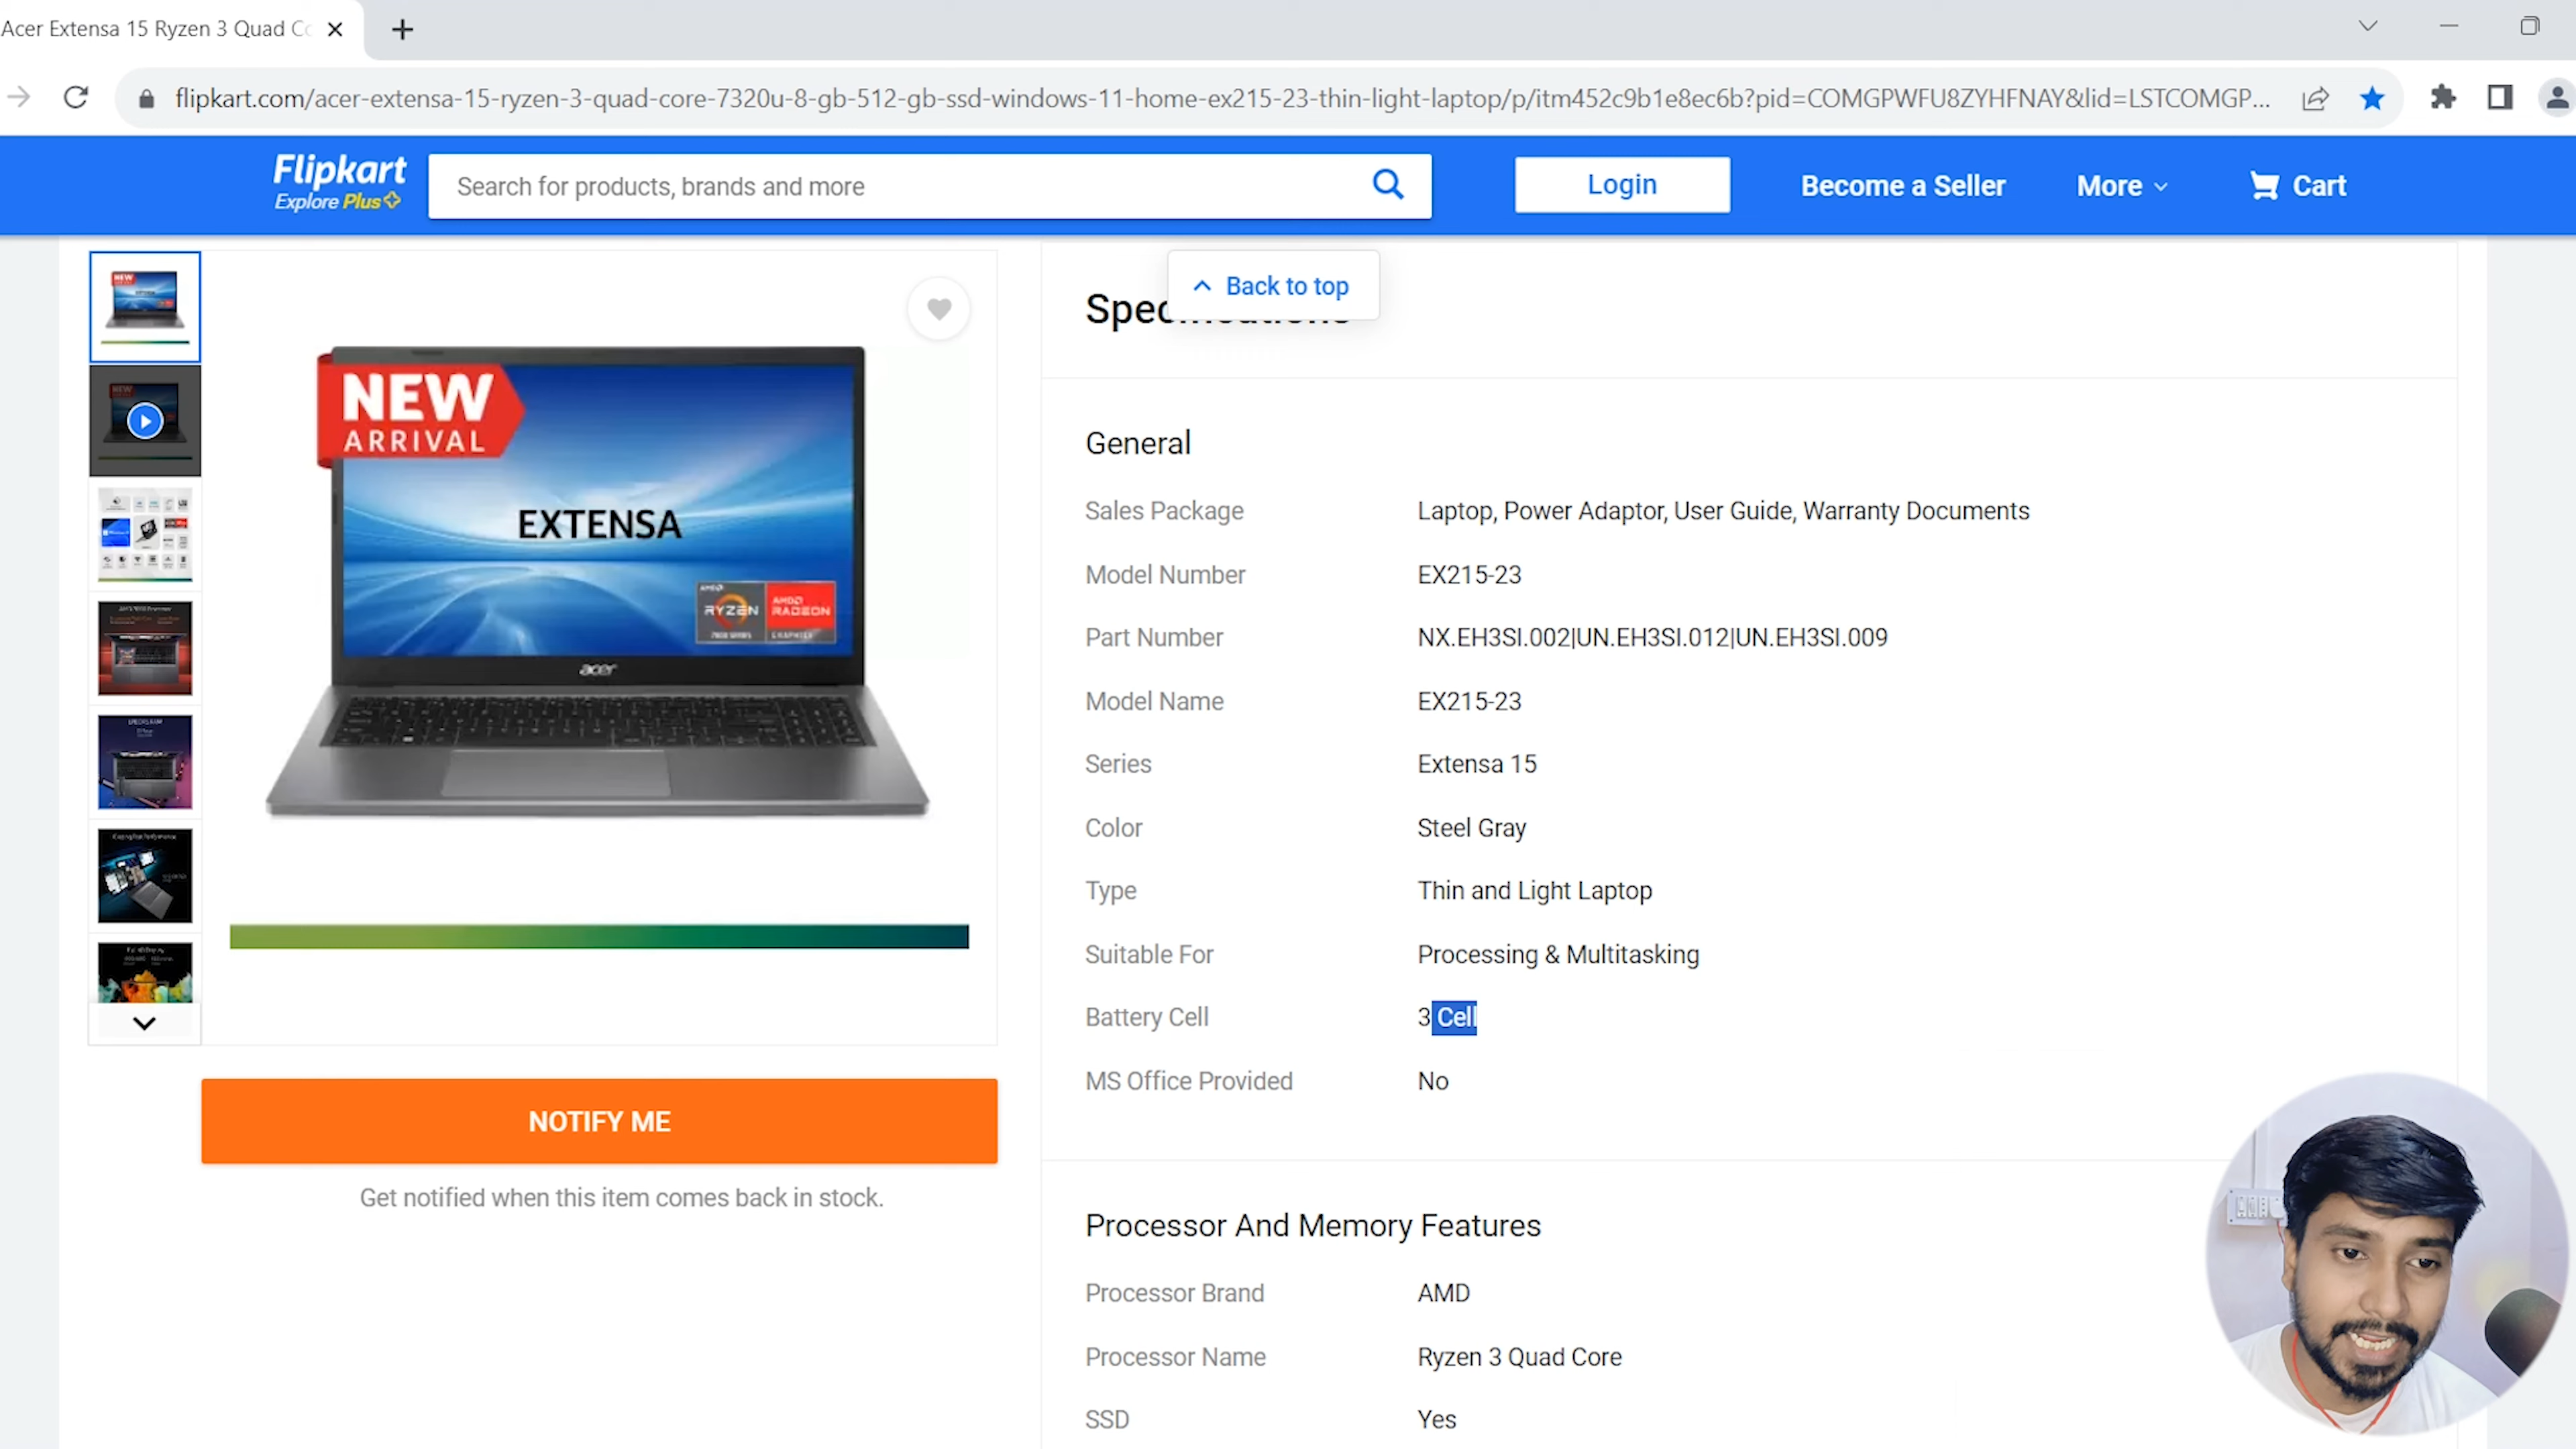 Acer Extensa 15 Ryzen 3 Quad Co
flipkart.com/acer-extensa-15-ryzen-3-quad-core-7320u-8-gb-512-gb-ssd-windows-11-home-ex215-23-thin-light-laptop/p/itm452c9b1e8ec6b?pid=COMGPWFU8ZYHFNAY&lid=LSTCOMGP...
Flipkart
Explore Plus
Search for products, brands and more
Login
Become a Seller
More
Cart
NEW
ARRIVAL
EXTENSA
AMD
RYZEN
AMD
RADEON
acer
NOTIFY ME
Get notified when this item comes back in stock.
Back to top
Specifications
General
Sales Package Laptop, Power Adaptor, User Guide, Warranty Documents
Model Number EX215-23
Part Number NX.EH3SI.002|UN.EH3SI.012|UN.EH3SI.009
Model Name EX215-23
Series Extensa 15
Color Steel Gray
Type Thin and Light Laptop
Suitable For Processing & Multitasking
Battery Cell 3 Cell
MS Office Provided No
Processor And Memory Features
Processor Brand AMD
Processor Name Ryzen 3 Quad Core
SSD Yes